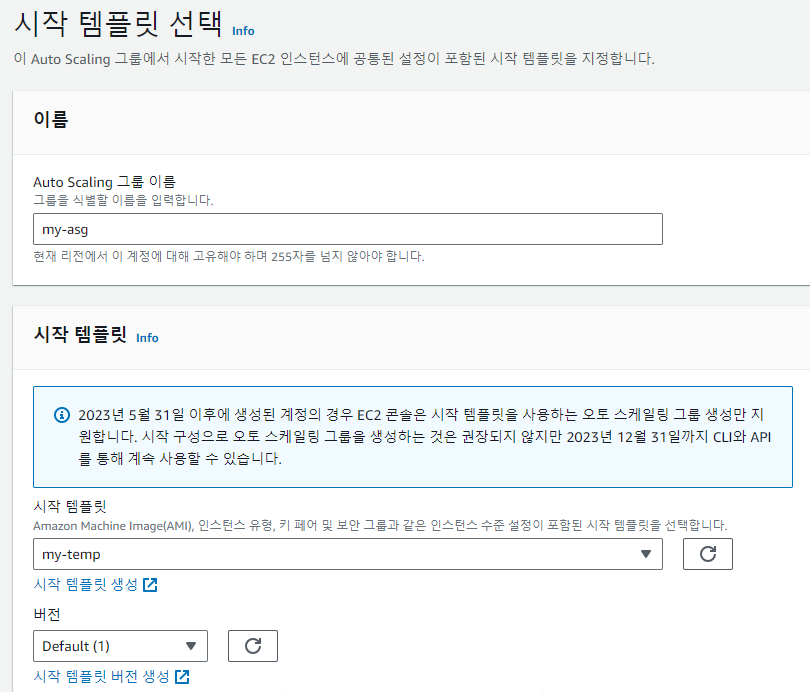 시작 템플릿 선택 Info
이 Auto Scaling 그룹에서 시작한 모든 EC2 인스턴스에 공통된 설정이 포함된 시작 템플릿을 지정합니다.
이름
Auto Scaling 그룹 이름
그룹을 식별할 이름을 입력합니다.
my-asg
현재 리전에서 이 계정에 대해 고유해야 하며 255자를 넘지 않아야 합니다.
시작 템플릿 Info
2023년 5월 31일 이후에 생성된 계정의 경우 EC2 콘솔은 시작 템플릿을 사용하는 오토 스케일링 그룹 생성만 지
원합니다. 시작 구성으로 오토 스케일링 그룹을 생성하는 것은 권장되지 않지만 2023년 12월 31일까지 CLI와 API
를 통해 계속 사용할 수 있습니다.
시작 템플릿
Amazon Machine Image(AMI), 인스턴스 유형, 키 페어 및 보안 그룹과 같은 인스턴스 수준 설정이 포함된 시작 템플릿을 선택합니다.
my-temp
시작 템플릿 생성
버전
Default (1)
시작 템플릿 버전 생성